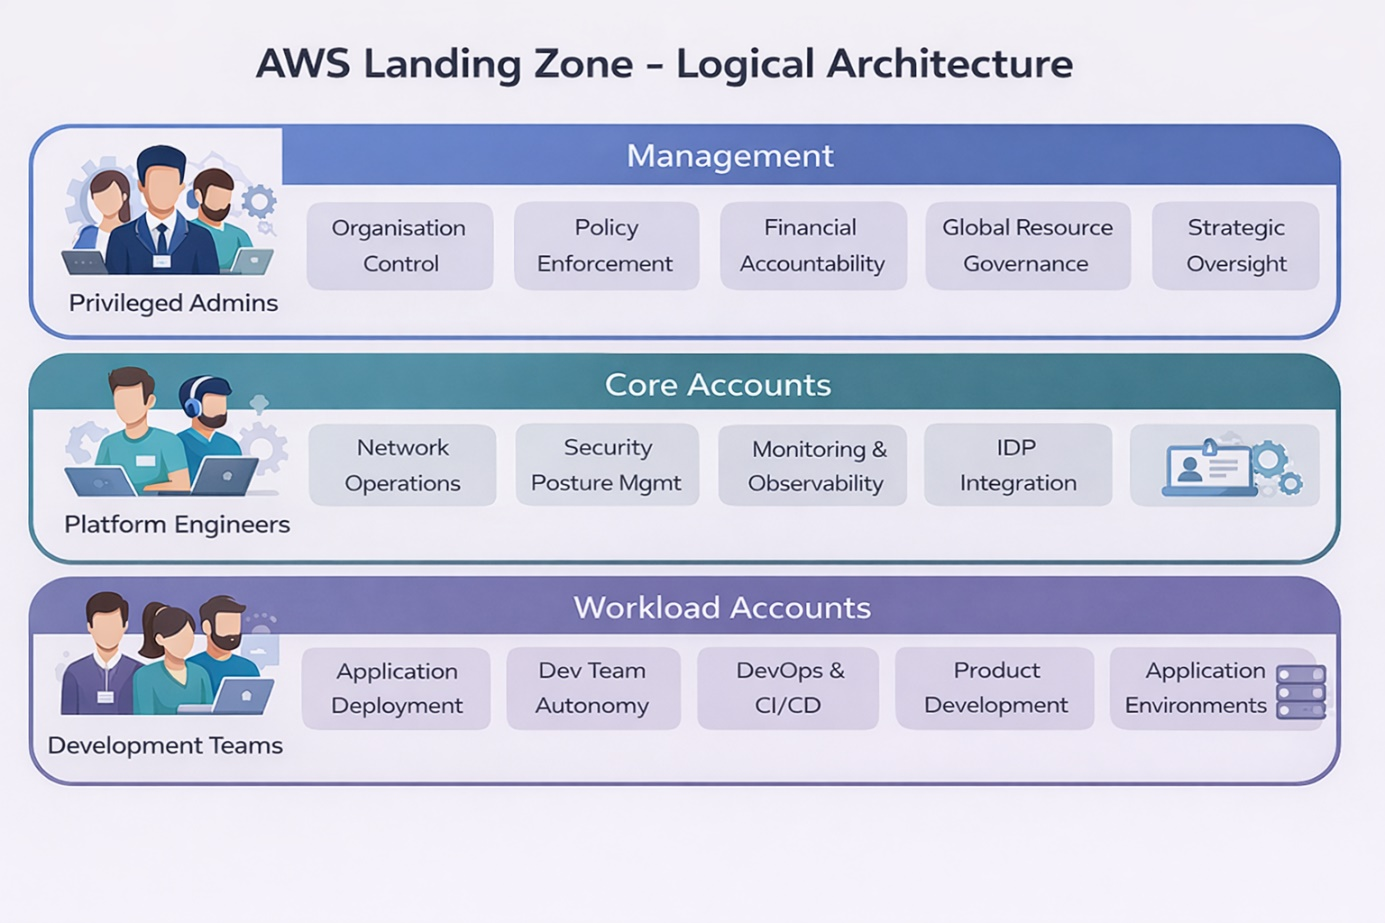 AWS Landing Zone – Logical Architecture
Management
Organisation
Control
Policy
Enforcement
Financial
Accountability
Global Resource
Governance
Strategic
Oversight
Privileged Admins
Core Accounts
Network
Operations
Security
Posture Mgmt
Monitoring &
Observability
IDP
Integration
Platform Engineers
Workload Accounts
Application
Deployment
Dev Team
Autonomy
DevOps &
CI/CD
Product
Development
Application
Environments
Development Teams